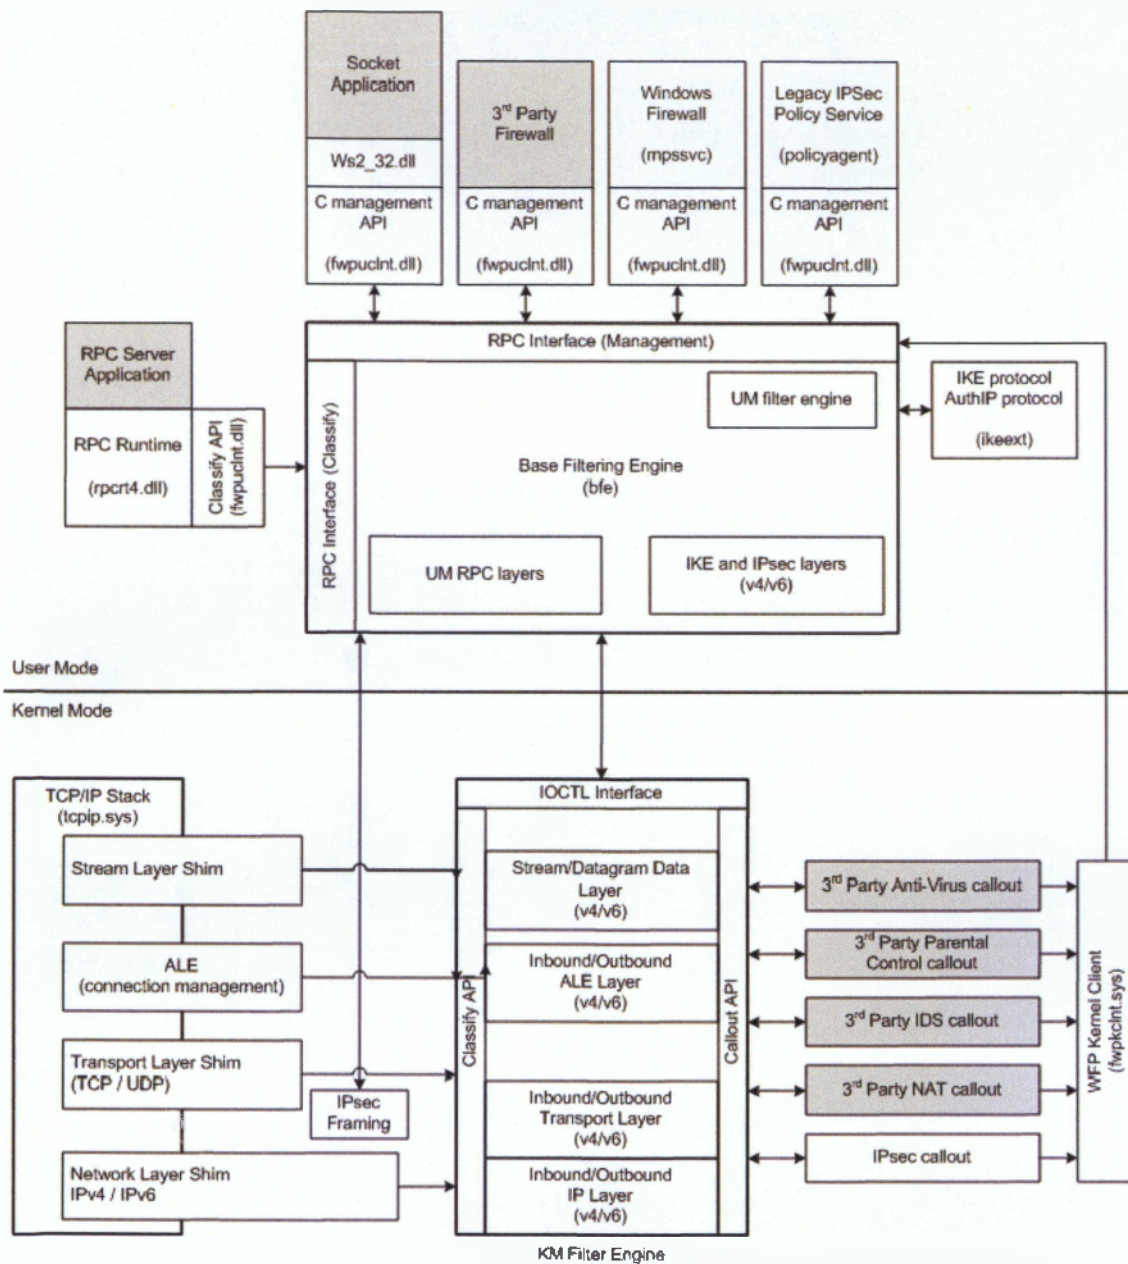 Socket
Application
Ws2_32.dll
C management
API
(fwpuclnt.dll)
3rd Party
Firewall
C management
API
(fwpuclnt.dll)
Windows
Firewall
(mpssvc)
C management
API
(fwpuclnt.dll)
Legacy IPSec
Policy Service
(policyagent)
C management
API
(fwpuclnt.dll)
RPC Server
Application
RPC Runtime
(rpcrt4.dll)
Classify API
(fwpuclnt.dll)
RPC Interface (Management)
RPC Interface (Classify)
UM filter engine
Base Filtering Engine
(bfe)
UM RPC layers
IKE and IPsec layers
(v4/v6)
IKE protocol
AuthIP protocol
(ikeext)
User Mode
Kernel Mode
TCP/IP Stack
(tcpip.sys)
Stream Layer Shim
ALE
(connection management)
Transport Layer Shim
(TCP / UDP)
Network Layer Shim
IPv4 / IPv6
IPsec
Framing
IOCTL Interface
Classify API
Stream/Datagram Data
Layer
(v4/v6)
Inbound/Outbound
ALE Layer
(v4/v6)
Inbound/Outbound
Transport Layer
(v4/v6)
Inbound/Outbound
IP Layer
(v4/v6)
Callout API
KM Filter Engine
3rd Party Anti-Virus callout
3rd Party Parental
Control callout
3rd Party IDS callout
3rd Party NAT callout
IPsec callout
WFP Kernel Client
(fwpkclnt.sys)